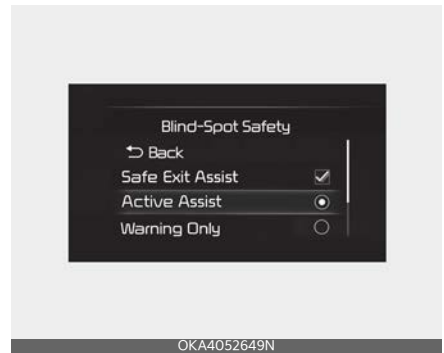 Blind-Spot Safety
Back
Safe Exit Assist
Active Assist
Warning Only
OKA4052649N